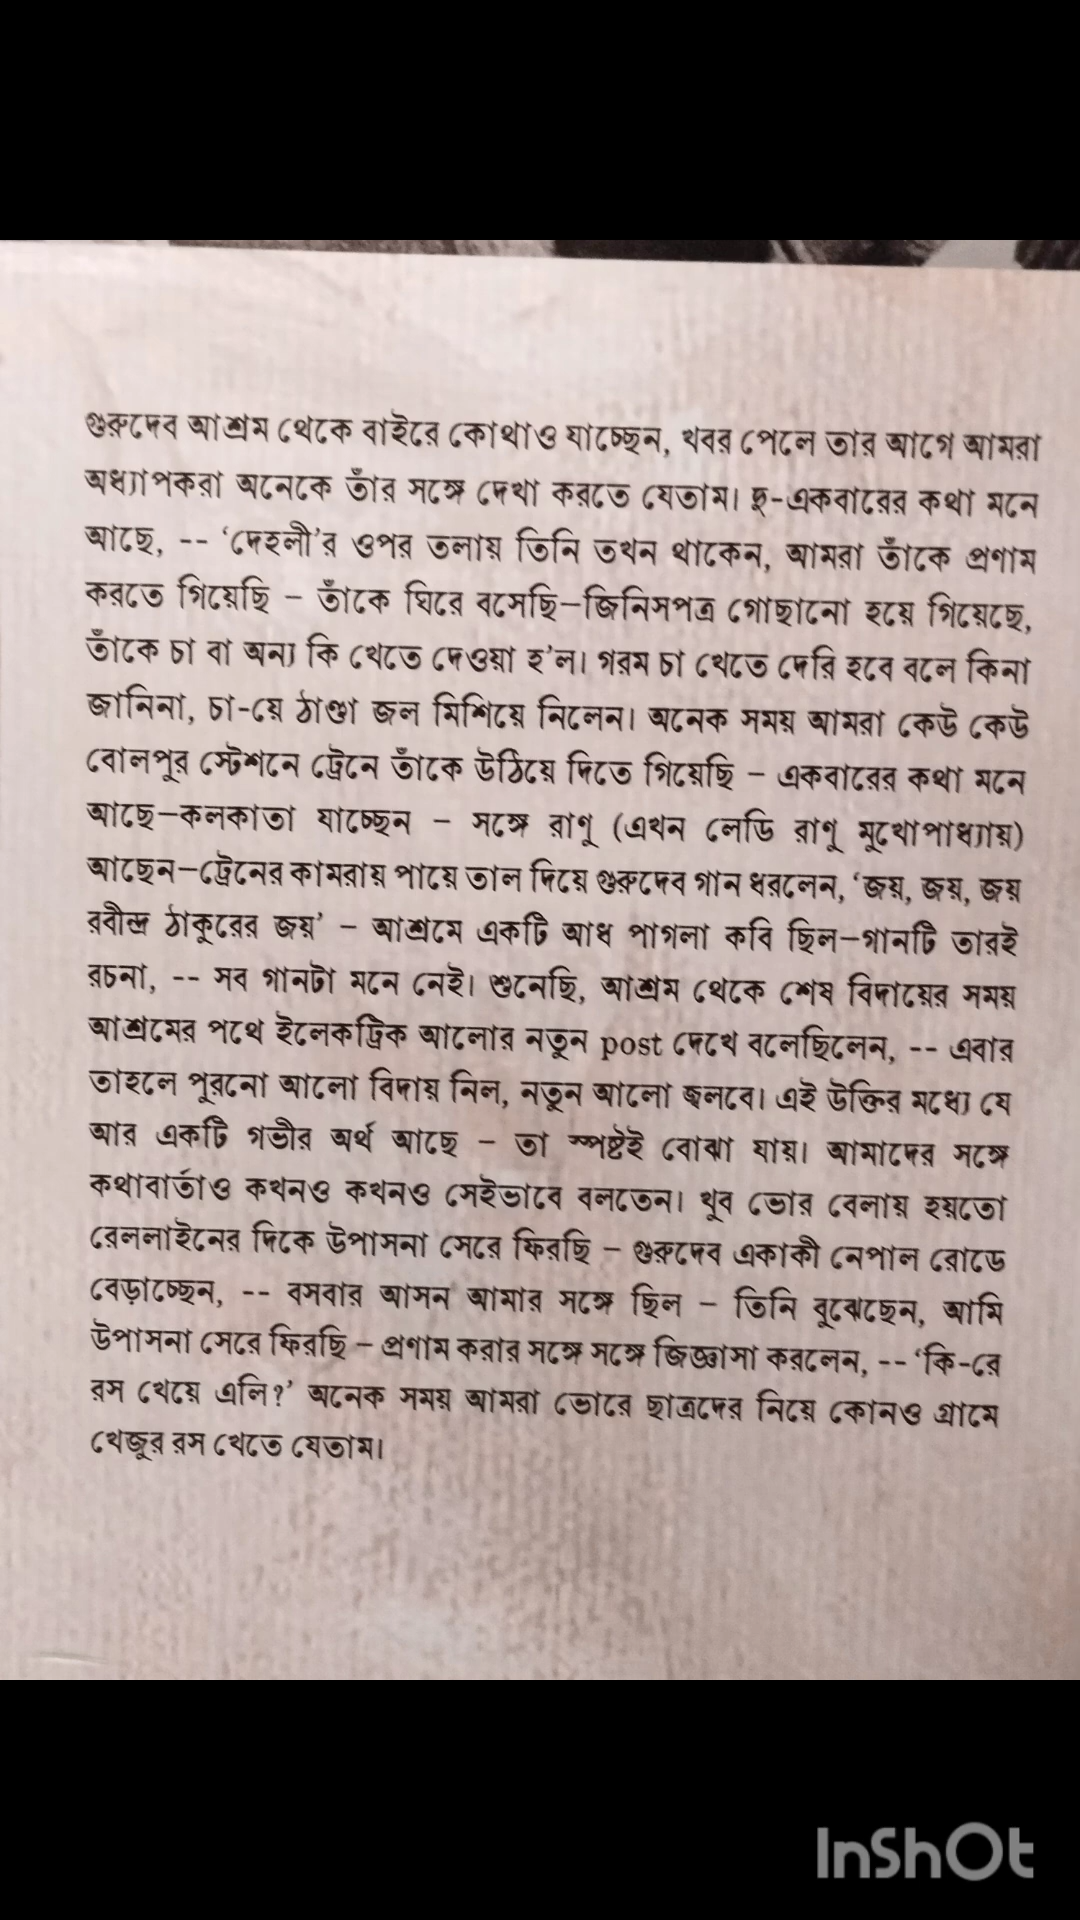 গুরুদেব আশ্রম থেকে বাইরে কোথাও যাচ্ছেন, খবর পেলে তার আগে আমরা
অধ্যাপকরা অনেকে তাঁর সঙ্গে দেখা করতে যেতাম। দু-একবারের কথা মনে
আছে, -- ‘দেহলী’র ওপর তলায় তিনি তখন থাকেন, আমরা তাঁকে প্রণাম
করতে গিয়েছি – তাঁকে ঘিরে বসেছি–জিনিসপত্র গোছানো হয়ে গিয়েছে,
তাঁকে চা বা অন্য কি খেতে দেওয়া হ'ল। গরম চা খেতে দেরি হবে বলে কিনা
জানিনা, চা-য়ে ঠাণ্ডা জল মিশিয়ে নিলেন। অনেক সময় আমরা কেউ কেউ
বোলপুর স্টেশনে ট্রেনে তাঁকে উঠিয়ে দিতে গিয়েছি – একবারের কথা মনে
আছে–কলকাতা যাচ্ছেন – সঙ্গে রাণু (এখন লেডি রাণু মুখোপাধ্যায়)
আছেন–ট্রেনের কামরায় পায়ে তাল দিয়ে গুরুদেব গান ধরলেন, ‘জয়, জয়, জয়
রবীন্দ্র ঠাকুরের জয়’ – আশ্রমে একটি আধ পাগলা কবি ছিল–গানটি তারই
রচনা, -- সব গানটা মনে নেই। শুনেছি, আশ্রম থেকে শেষ বিদায়ের সময়
আশ্রমের পথে ইলেকট্রিক আলোর নতুন post দেখে বলেছিলেন, -- এবার
তাহলে পুরনো আলো বিদায় নিল, নতুন আলো জ্বলবে। এই উক্তির মধ্যে যে
আর একটি গভীর অর্থ আছে – তা স্পষ্টই বোঝা যায়। আমাদের সঙ্গে
কথাবার্তাও কখনও কখনও সেইভাবে বলতেন। খুব ভোর বেলায় হয়তো
রেললাইনের দিকে উপাসনা সেরে ফিরছি – গুরুদেব একাকী নেপাল রোডে
বেড়াচ্ছেন, -- বসবার আসন আমার সঙ্গে ছিল – তিনি বুঝেছেন, আমি
উপাসনা সেরে ফিরছি – প্রণাম করার সঙ্গে সঙ্গে জিজ্ঞাসা করলেন, -- ‘কি-রে
রস খেয়ে এলি?’ অনেক সময় আমরা ভোরে ছাত্রদের নিয়ে কোনও গ্রামে
খেজুর রস খেতে যেতাম।
InShOt